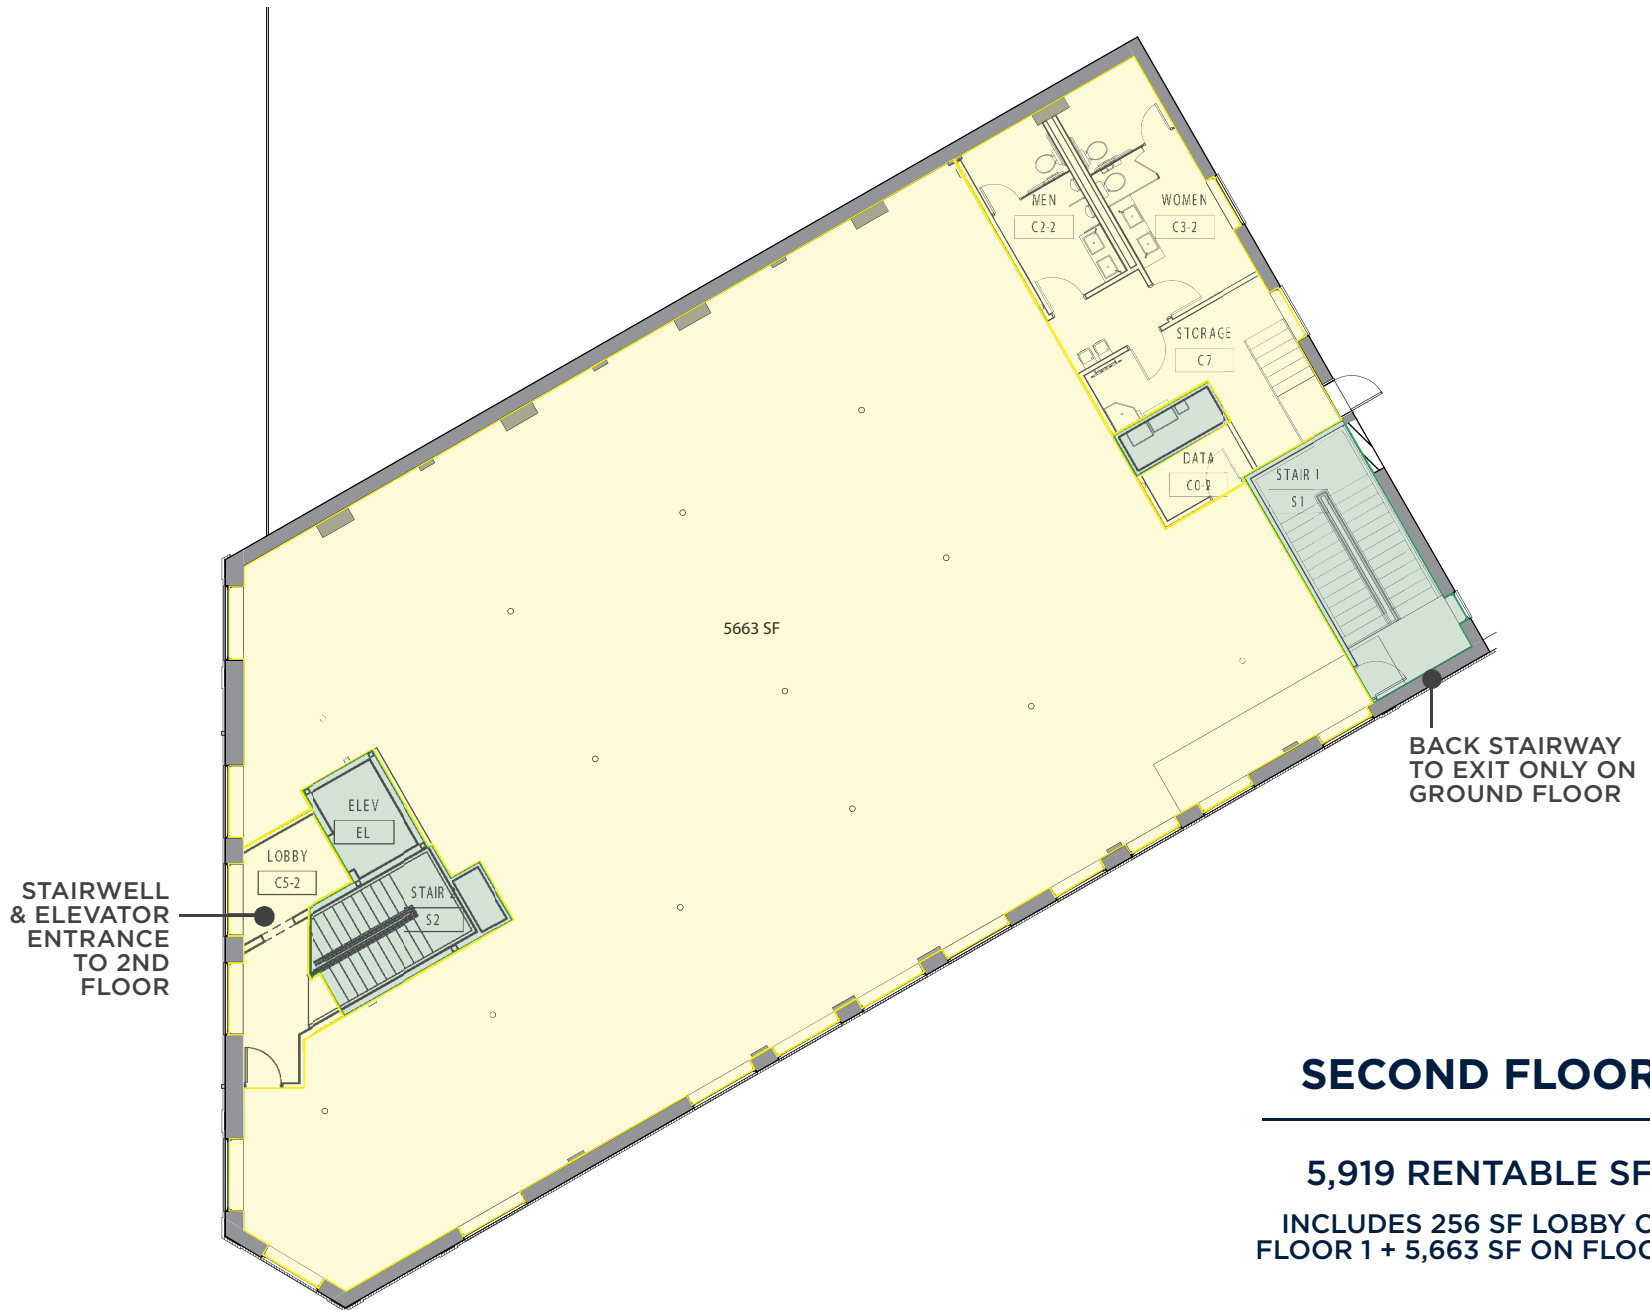 MEN
C2-2
WOMEN
C3-2
STORAGE
C7
DATA
STAIR 1
S1
5663 SF
BACK STAIRWAY
TO EXIT ONLY ON
GROUND FLOOR
ELEV
EL
LOBBY
C5-2
STAIR
S2
STAIRWELL
& ELEVATOR
ENTRANCE
TO 2ND
FLOOR
SECOND FLOOR
5,919 RENTABLE SF
INCLUDES 256 SF LOBBY
FLOOR 1 + 5,663 SF ON